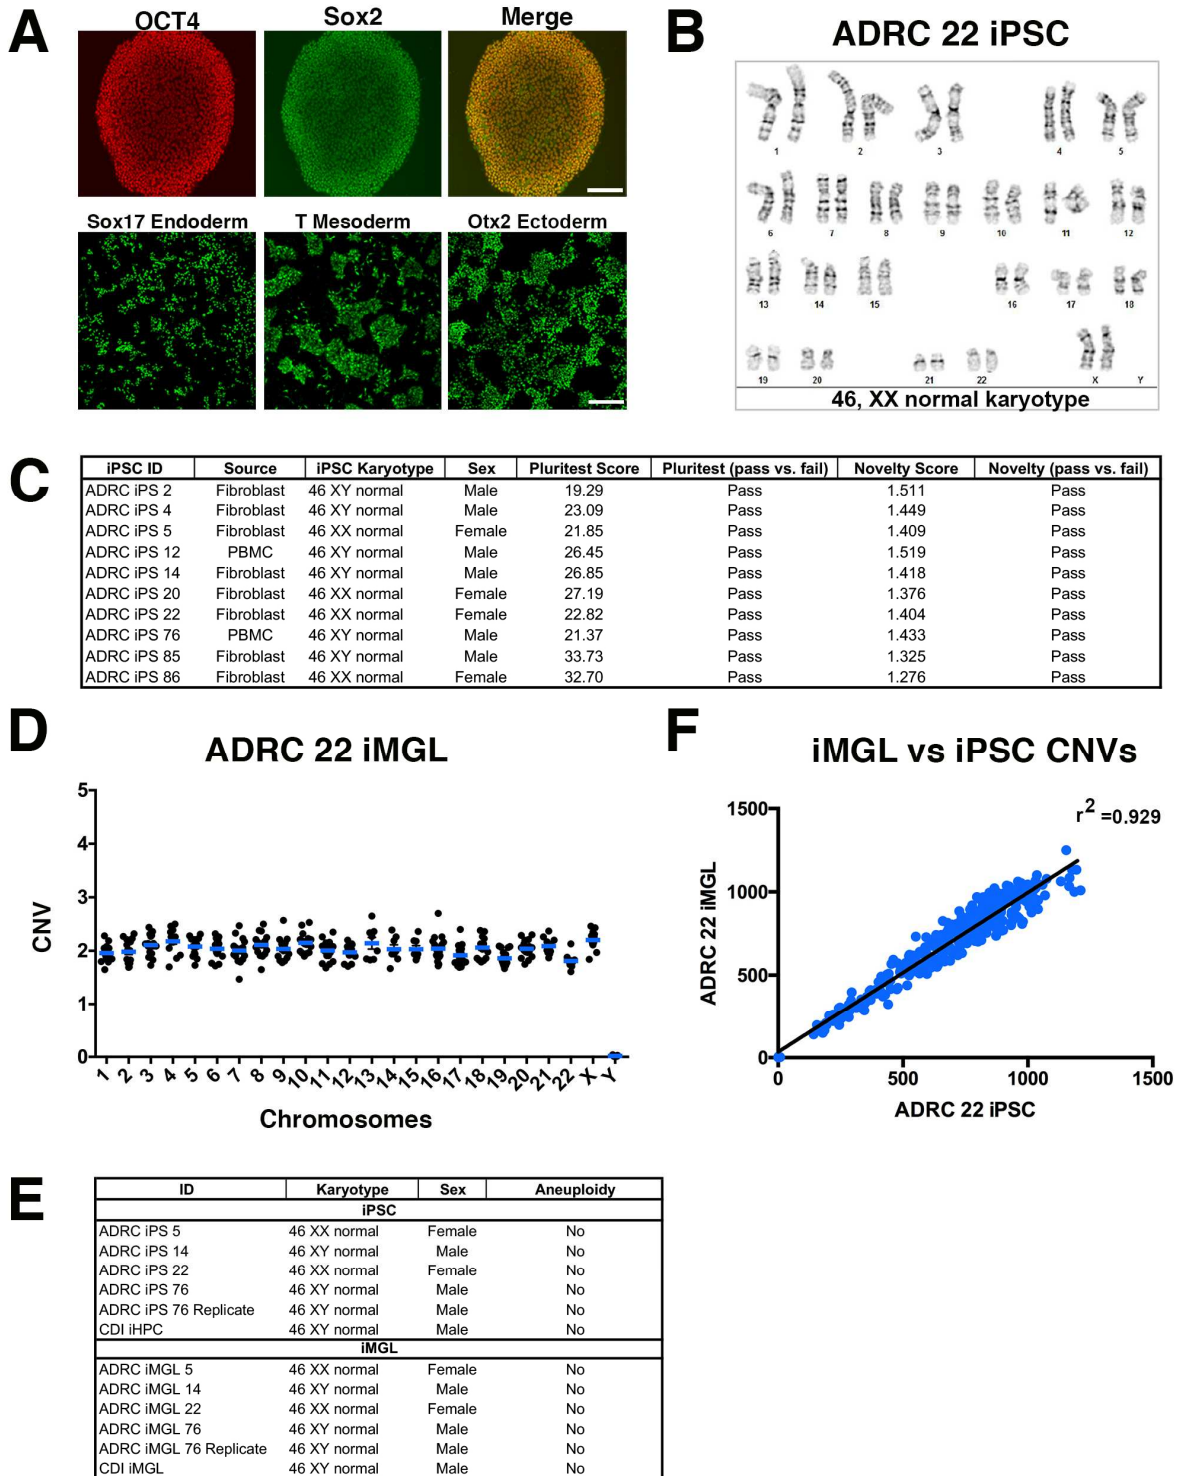 A
OCT4 Sox2 Merge
Sox17 Endoderm T Mesoderm Otx2 Ectoderm
B
ADRC 22 iPSC
1 2 3 4 5
6 7 8 9 10 11 12
13 14 15 16 17 18
19 20 21 22 X Y
46, XX normal karyotype
C
iPSC ID Source iPSC Karyotype Sex Pluritest Score Pluritest (pass vs. fail) Novelty Score Novelty (pass vs. fail)
ADRC iPS 2 Fibroblast 46 XY normal Male 19.29 Pass 1.511 Pass
ADRC iPS 4 Fibroblast 46 XY normal Male 23.09 Pass 1.449 Pass
ADRC iPS 5 Fibroblast 46 XX normal Female 21.85 Pass 1.409 Pass
ADRC iPS 12 PBMC 46 XY normal Male 26.45 Pass 1.519 Pass
ADRC iPS 14 Fibroblast 46 XY normal Male 26.85 Pass 1.418 Pass
ADRC iPS 20 Fibroblast 46 XX normal Female 27.19 Pass 1.376 Pass
ADRC iPS 22 Fibroblast 46 XX normal Female 22.82 Pass 1.404 Pass
ADRC iPS 76 PBMC 46 XY normal Male 21.37 Pass 1.433 Pass
ADRC iPS 85 Fibroblast 46 XY normal Male 33.73 Pass 1.325 Pass
ADRC iPS 86 Fibroblast 46 XX normal Female 32.70 Pass 1.276 Pass
D
ADRC 22 iMGL
CNV
5
4
3
2
1
0
1 2 3 4 5 6 7 8 9 10 11 12 13 14 15 16 17 18 19 20 21 22 X Y
Chromosomes
F
iMGL vs iPSC CNVs
r2 =0.929
ADRC 22 iMGL
1500
1000
500
0
0 500 1000 1500
ADRC 22 iPSC
E
ID Karyotype Sex Aneuploidy
iPSC
ADRC iPS 5 46 XX normal Female No
ADRC iPS 14 46 XY normal Male No
ADRC iPS 22 46 XX normal Female No
ADRC iPS 76 46 XY normal Male No
ADRC iPS 76 Replicate 46 XY normal Male No
CDI iHPC 46 XY normal Male No
iMGL
ADRC iMGL 5 46 XX normal Female No
ADRC iMGL 14 46 XY normal Male No
ADRC iMGL 22 46 XX normal Female No
ADRC iMGL 76 46 XY normal Male No
ADRC iMGL 76 Replicate 46 XY normal Male No
CDI iMGL 46 XY normal Male No